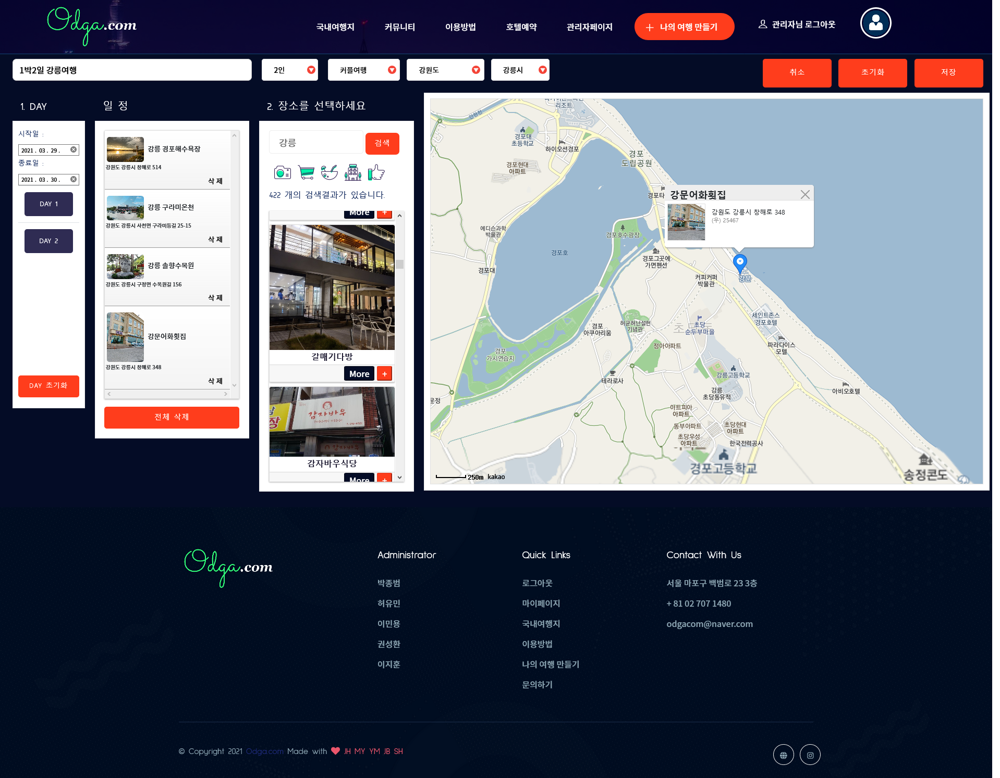 Odga.com
국내여행지
커뮤니티
이용방법
호텔예약
관리자페이지
+ 나의 여행 만들기
관리자님 로그아웃
1박2일 강릉여행
2인
커플여행
강원도
강릉시
취소
초기화
저장
1. DAY
시작일 :
2021. 03. 29.
종료일 :
2021. 03. 30.
DAY 1
DAY 2
DAY 초기화
일 정
강릉 경포해수욕장
강원도 강릉시 창해로 514
삭 제
강릉 구라미온천
강원도 강릉시 사천면 구라미등길 25-15
삭 제
강릉 솔향수목원
강원도 강릉시 구정면 수목원길 156
삭 제
강문어화횟집
강원도 강릉시 창해로 348
삭 제
전체 삭제
2. 장소를 선택하세요
강릉
검색
422 개의 검색결과가 있습니다.
More +
갈매기다방
More +
감자바우
감자바우
감자바우식당
More +
리조트
안현천
경포대
초등학교
하이오션경포
경포
도립공원
경포현대
아파트
경포타
강문어화횟집
강원도 강릉시 창해로 348
(우) 25467
에디슨과학
박물관
경포호수광장
경포호
경포그곳에
가면펜션
경포대
커피커퍼
박물관
강문
세인트존스
경포호텔
허균허난설헌
기념관
경포
아쿠아리움
초당
순두부마을
정아아파트
파라다이스
모텔
경포
가시연습지
강릉고등학교
테라로사
강릉
초당동유적
아비오호텔
운정
아트피아
아파트
동부아파트
초당현대
아파트
초당우성
아파트
한국전력공사
경포고등학교
송정콘도
250m kakao
Odga.com
Administrator
박종범
허유민
이민용
권성환
이지훈
Quick Links
로그아웃
마이페이지
국내여행지
이용방법
나의 여행 만들기
문의하기
Contact With Us
서울 마포구 백범로 23 3층
+ 81 02 707 1480
odgacom@naver.com
© Copyright 2021 Odga.com Made with ♥ JH MY YM JB SH